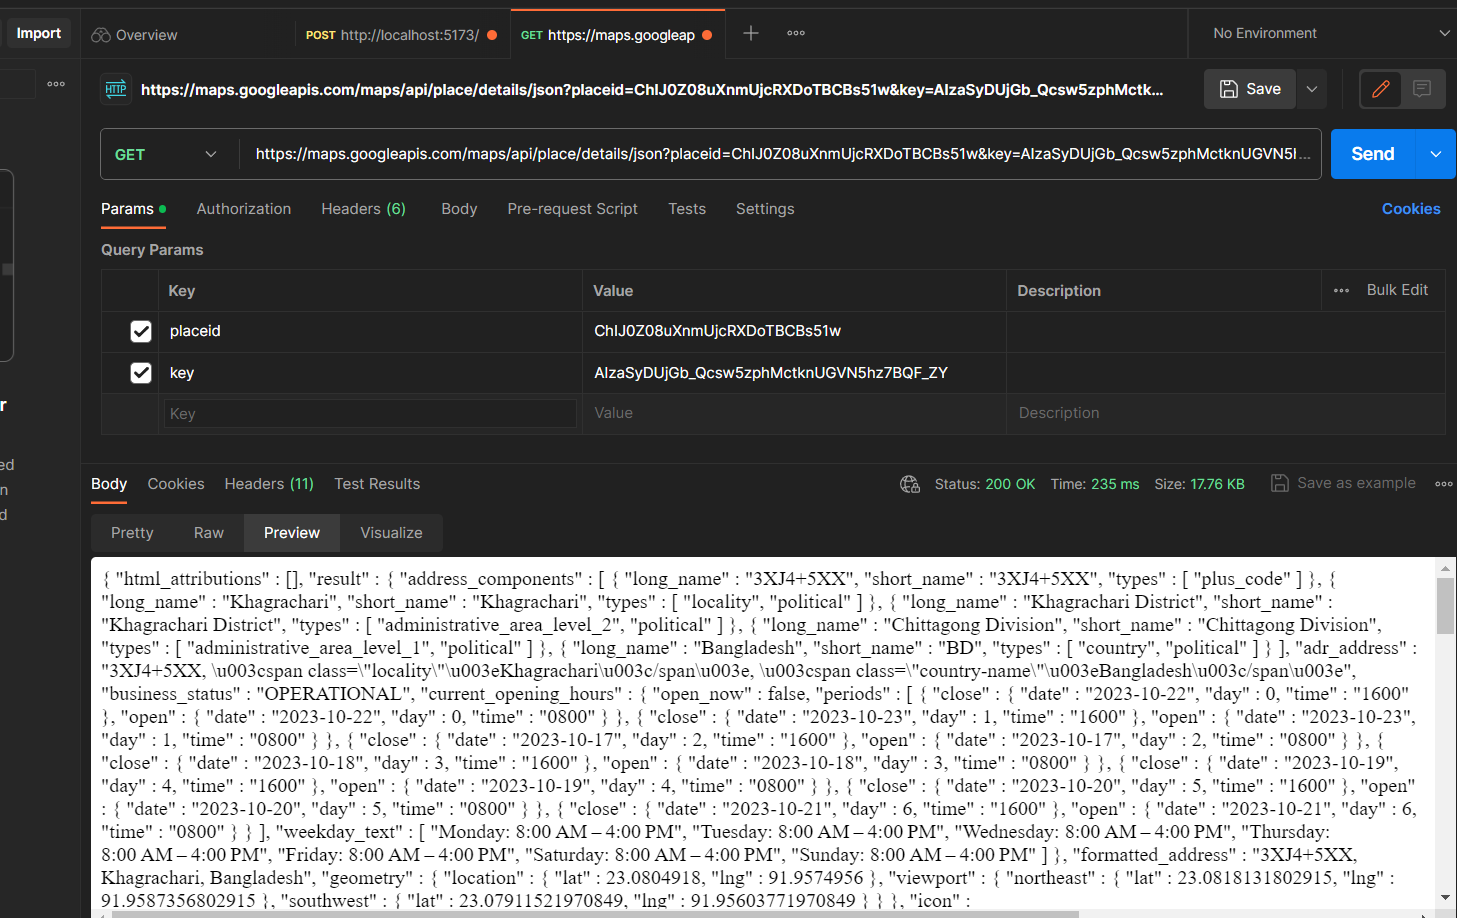 Import
Overview
POST http://localhost:5173/
GET https://maps.googleap
No Environment
HTTP
https://maps.googleapis.com/maps/api/place/details/json?placeid=ChIJ0Z08uXnmUjcRXDoTBCBs51w&key=AIzaSyDUjGb_Qcsw5zphMctk...
Save
GET
https://maps.googleapis.com/maps/api/place/details/json?placeid=ChIJ0Z08uXnmUjcRXDoTBCBs51w&key=AIzaSyDUjGb_Qcsw5zphMctknUGVN5l...
Send
Params Authorization Headers (6) Body Pre-request Script Tests Settings Cookies
Query Params
Key Value Description Bulk Edit
placeid ChIJ0Z08uXnmUjcRXDoTBCBs51w
key AIzaSyDUjGb_Qcsw5zphMctknUGVN5hz7BQF_ZY
Key Value Description
r
ed
n
d
Body Cookies Headers (11) Test Results Status: 200 OK Time: 235 ms Size: 17.76 KB Save as example
Pretty Raw Preview Visualize
{ "html_attributions" : [], "result" : { "address_components" : [ { "long_name" : "3XJ4+5XX", "short_name" : "3XJ4+5XX", "types" : [ "plus_code" ] }, {
"long_name" : "Khagrachari", "short_name" : "Khagrachari", "types" : [ "locality", "political" ] }, { "long_name" : "Khagrachari District", "short_name" :
"Khagrachari District", "types" : [ "administrative_area_level_2", "political" ] }, { "long_name" : "Chittagong Division", "short_name" : "Chittagong Division",
"types" : [ "administrative_area_level_1", "political" ] }, { "long_name" : "Bangladesh", "short_name" : "BD", "types" : [ "country", "political" ] } ], "adr_address" :
"3XJ4+5XX, \u003cspan class=\"locality\"\u003eKhagrachari\u003c/span\u003e, \u003cspan class=\"country-name\"\u003eBangladesh\u003c/span\u003e",
"business_status" : "OPERATIONAL", "current_opening_hours" : { "open_now" : false, "periods" : [ { "close" : { "date" : "2023-10-22", "day" : 0, "time" : "1600"
}, "open" : { "date" : "2023-10-22", "day" : 0, "time" : "0800" } }, { "close" : { "date" : "2023-10-23", "day" : 1, "time" : "1600" }, "open" : { "date" : "2023-10-23",
"day" : 1, "time" : "0800" } }, { "close" : { "date" : "2023-10-17", "day" : 2, "time" : "1600" }, "open" : { "date" : "2023-10-17", "day" : 2, "time" : "0800" } }, {
"close" : { "date" : "2023-10-18", "day" : 3, "time" : "1600" }, "open" : { "date" : "2023-10-18", "day" : 3, "time" : "0800" } }, { "close" : { "date" : "2023-10-19",
"day" : 4, "time" : "1600" }, "open" : { "date" : "2023-10-19", "day" : 4, "time" : "0800" } }, { "close" : { "date" : "2023-10-20", "day" : 5, "time" : "1600" }, "open"
: { "date" : "2023-10-20", "day" : 5, "time" : "0800" } }, { "close" : { "date" : "2023-10-21", "day" : 6, "time" : "1600" }, "open" : { "date" : "2023-10-21", "day" : 6,
"time" : "0800" } } ], "weekday_text" : [ "Monday: 8:00 AM – 4:00 PM", "Tuesday: 8:00 AM – 4:00 PM", "Wednesday: 8:00 AM – 4:00 PM", "Thursday:
8:00 AM – 4:00 PM", "Friday: 8:00 AM – 4:00 PM", "Saturday: 8:00 AM – 4:00 PM", "Sunday: 8:00 AM – 4:00 PM" ] }, "formatted_address" : "3XJ4+5XX,
Khagrachari, Bangladesh", "geometry" : { "location" : { "lat" : 23.0804918, "lng" : 91.9574956 }, "viewport" : { "northeast" : { "lat" : 23.0818131802915, "lng" :
91.9587356802915 }, "southwest" : { "lat" : 23.07911521970849, "lng" : 91.95603771970849 } } }, "icon" :